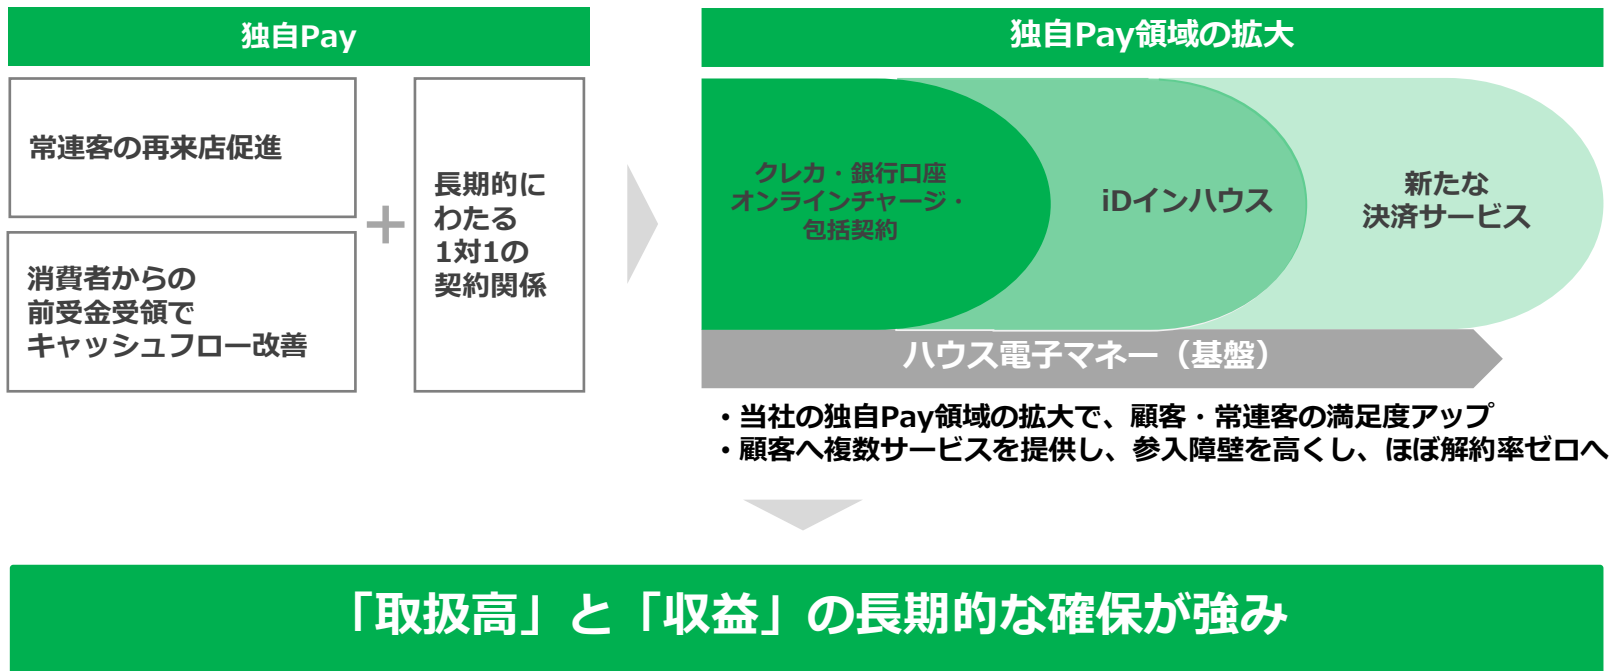 独自Pay
常連客の再来店促進
消費者からの
前受金受領で
キャッシュフロー改善
＋
長期的に
わたる
1対1の
契約関係
独自Pay領域の拡大
クレカ・銀行口座
オンラインチャージ・
包括契約
iDインハウス
新たな
決済サービス
ハウス電子マネー（基盤）
・当社の独自Pay領域の拡大で、顧客・常連客の満足度アップ
・顧客へ複数サービスを提供し、参入障壁を高くし、ほぼ解約率ゼロへ
「取扱高」と「収益」の長期的な確保が強み